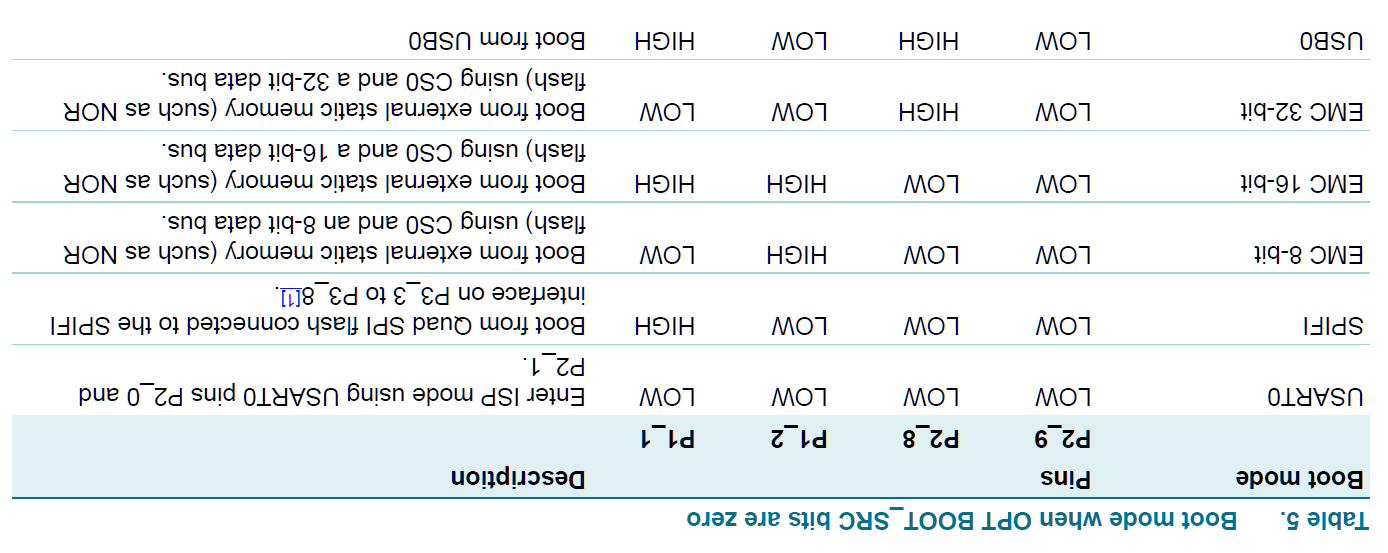 Table 5. Boot mode when OPT BOOT_SRC bits are zero
Boot mode Pins Description
P2_9 P2_8 P1_2 P1_1
USART0 LOW LOW LOW LOW Enter ISP mode using USART0 pins P2_0 and
P2_1.
SPIFI LOW LOW LOW HIGH Boot from Quad SPI flash connected to the SPIFI
interface on P3_3 to P3_8[1].
EMC 8-bit LOW LOW HIGH LOW Boot from external static memory (such as NOR
flash) using CS0 and an 8-bit data bus.
EMC 16-bit LOW LOW HIGH HIGH Boot from external static memory (such as NOR
flash) using CS0 and a 16-bit data bus.
EMC 32-bit LOW HIGH LOW LOW Boot from external static memory (such as NOR
flash) using CS0 and a 32-bit data bus.
USB0 LOW HIGH LOW HIGH Boot from USB0